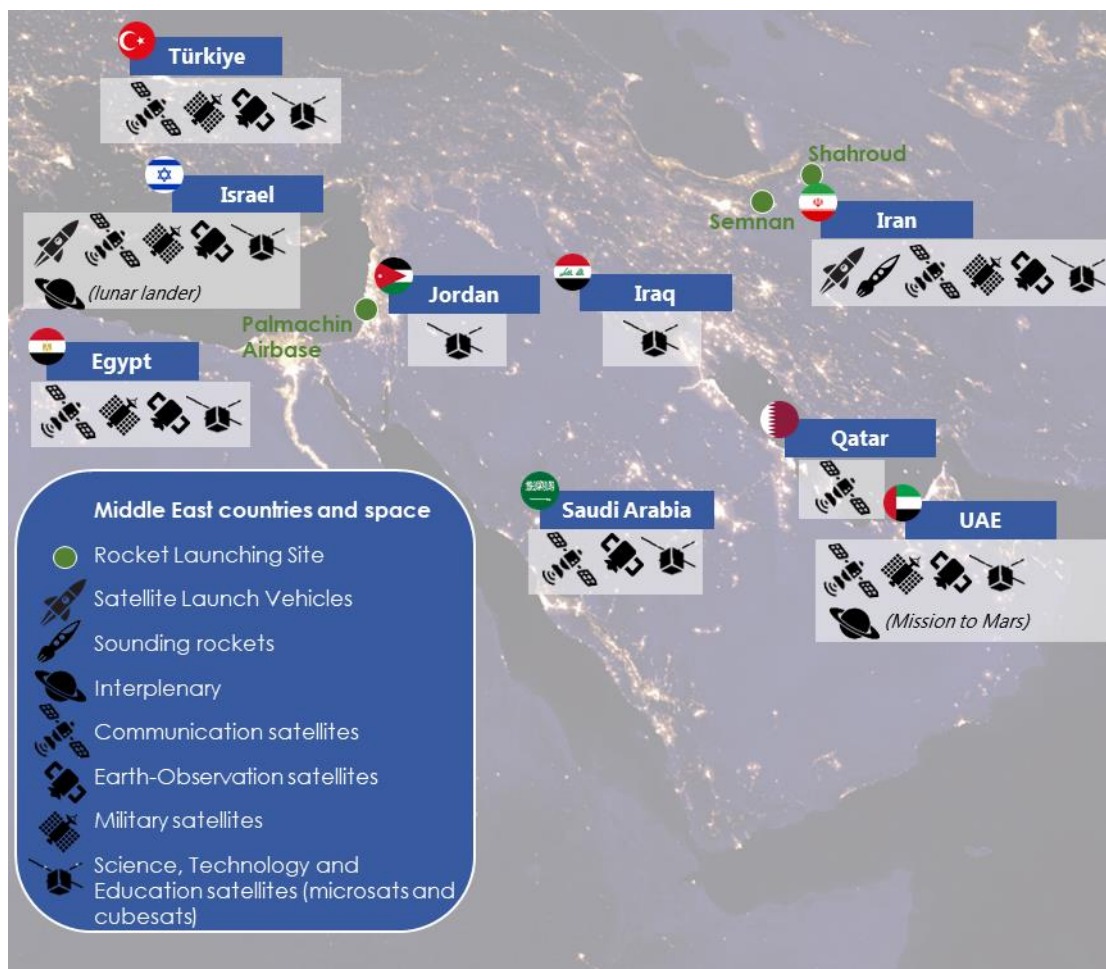 Türkiye
Shahroud
Israel
Semnan
Iran
(lunar lander)
Jordan
Iraq
Palmachin
Airbase
Egypt
Qatar
Saudi Arabia
UAE
(Mission to Mars)
Middle East countries and space
Rocket Launching Site
Satellite Launch Vehicles
Sounding rockets
Interplenary
Communication satellites
Earth-Observation satellites
Military satellites
Science, Technology and
Education satellites (microsats and
cubesats)